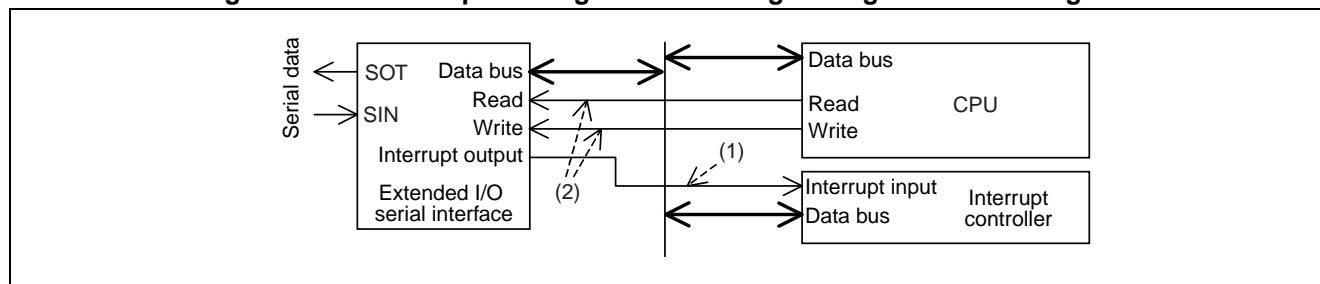 Serial data
SOT
SIN
Data bus
Read
Write
Interrupt output
Extended I/O
serial interface
(2)
(1)
Data bus
Read
Write
CPU
Interrupt input
Data bus
Interrupt
controller